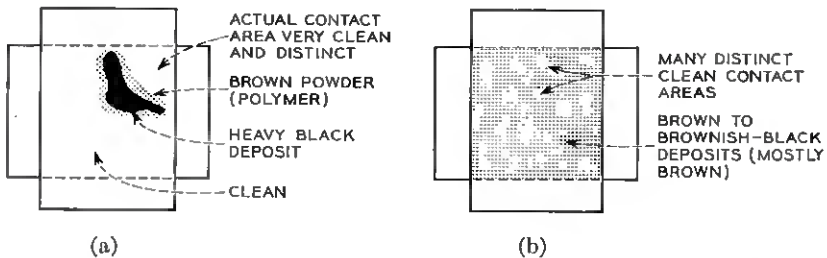 ACTUAL CONTACT
AREA VERY CLEAN
AND DISTINCT
BROWN POWDER
(POLYMER)
HEAVY BLACK
DEPOSIT
CLEAN
(a)
MANY DISTINCT
CLEAN CONTACT
AREAS
BROWN TO
BROWNISH-BLACK
DEPOSITS (MOSTLY
BROWN)
(b)